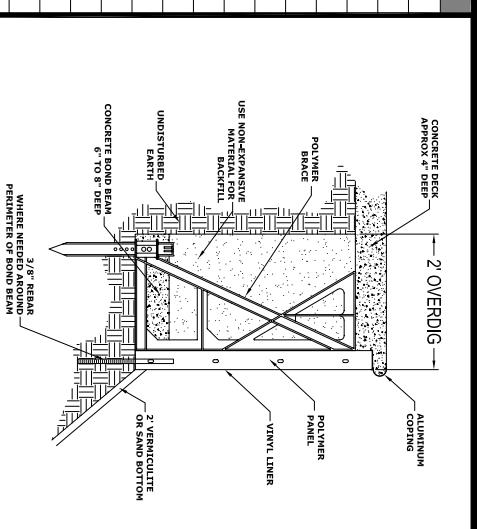 CONCRETE DECK
APPROX 4" DEEP
2' OVERDIG
ALUMINUM
COPING
POLYMER
BRACE
POLYMER
PANEL
USE NON-EXPANSIVE
MATERIAL FOR
BACKFILL
VINYL LINER
UNDISTURBED
EARTH
2' VERMICULITE
OR SAND BOTTOM
CONCRETE BOND BEAM
6" TO 8" DEEP
3/8" REBAR
WHERE NEEDED AROUND
PERIMETER OF BOND BEAM